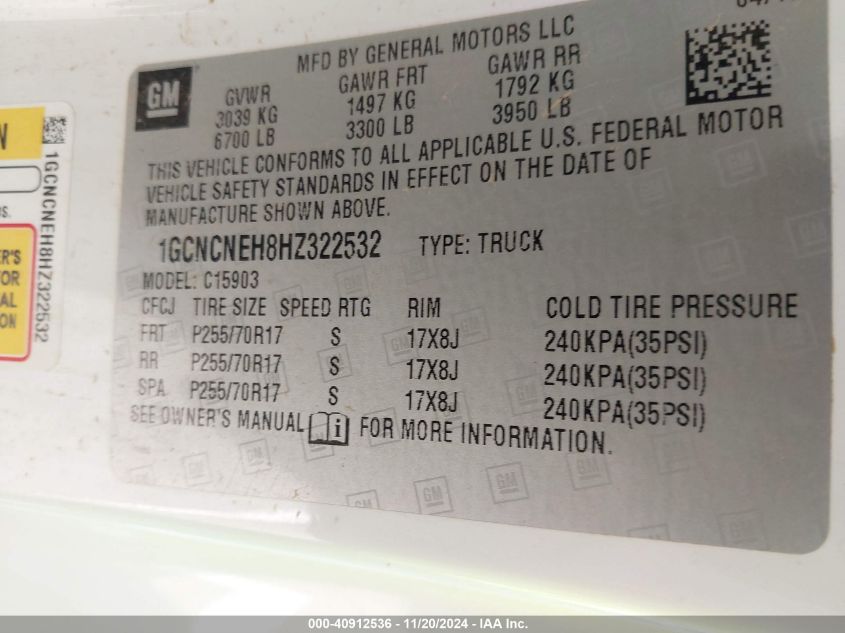 GM
MFD BY GENERAL MOTORS LLC
GVWR GAWR FRT GAWR RR
3039 KG 1497 KG 1792 KG
6700 LB 3300 LB 3950 LB
THIS VEHICLE CONFORMS TO ALL APPLICABLE U.S. FEDERAL MOTOR
VEHICLE SAFETY STANDARDS IN EFFECT ON THE DATE OF
MANUFACTURE SHOWN ABOVE.
1GCNCNEH8HZ322532 TYPE: TRUCK
MODEL: C15903
CFCJ TIRE SIZE SPEED RTG RIM COLD TIRE PRESSURE
FRT P255/70R17 S 17X8J 240KPA(35PSI)
RR P255/70R17 S 17X8J 240KPA(35PSI)
SPA P255/70R17 S 17X8J 240KPA(35PSI)
SEE OWNER'S MANUAL i FOR MORE INFORMATION.
1GCNCNEH8HZ322532
000-40912536 - 11/20/2024 - IAA Inc.